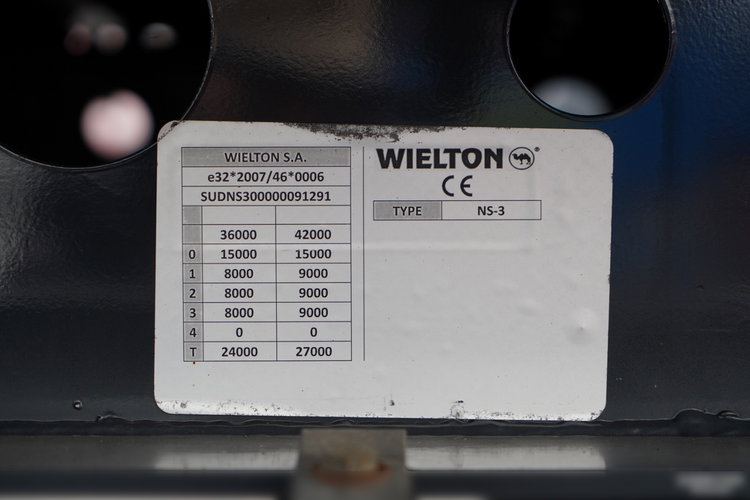 WIELTON S.A.
e32*2007/46*0006
SUDNS300000091291
36000 42000
0 15000 15000
1 8000 9000
2 8000 9000
3 8000 9000
4 0 0
T 24000 27000
WIELTON ®
CE
TYPE NS-3